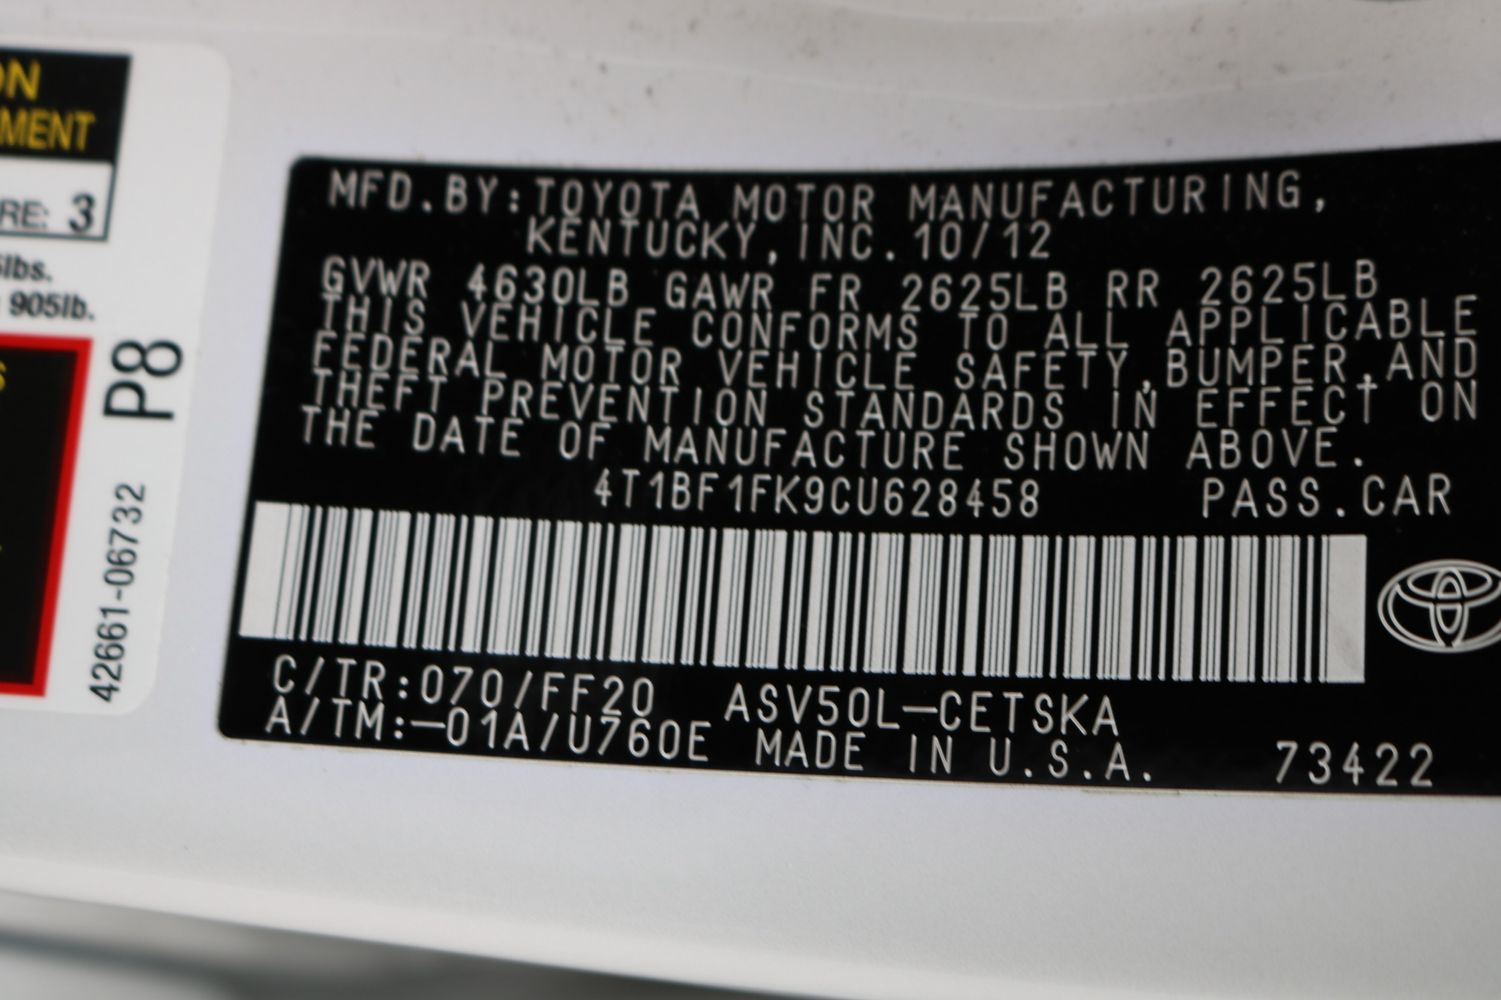 ON
MENT
RE: 3
lbs.
905lb.
S
P8
42661-06732
MFD.BY:TOYOTA MOTOR MANUFACTURING,
KENTUCKY,INC.10/12
GVWR 4630LB GAWR FR 2625LB RR 2625LB
THIS VEHICLE CONFORMS TO ALL APPLICABLE
FEDERAL MOTOR VEHICLE SAFETY,BUMPER,AND
THEFT PREVENTION STANDARDS IN EFFECT ON
THE DATE OF MANUFACTURE SHOWN ABOVE.
4T1BF1FK9CU628458 PASS.CAR
C/TR:070/FF20 ASV50L-CETSKA
A/TM:-01A/U760E MADE IN U.S.A. 73422